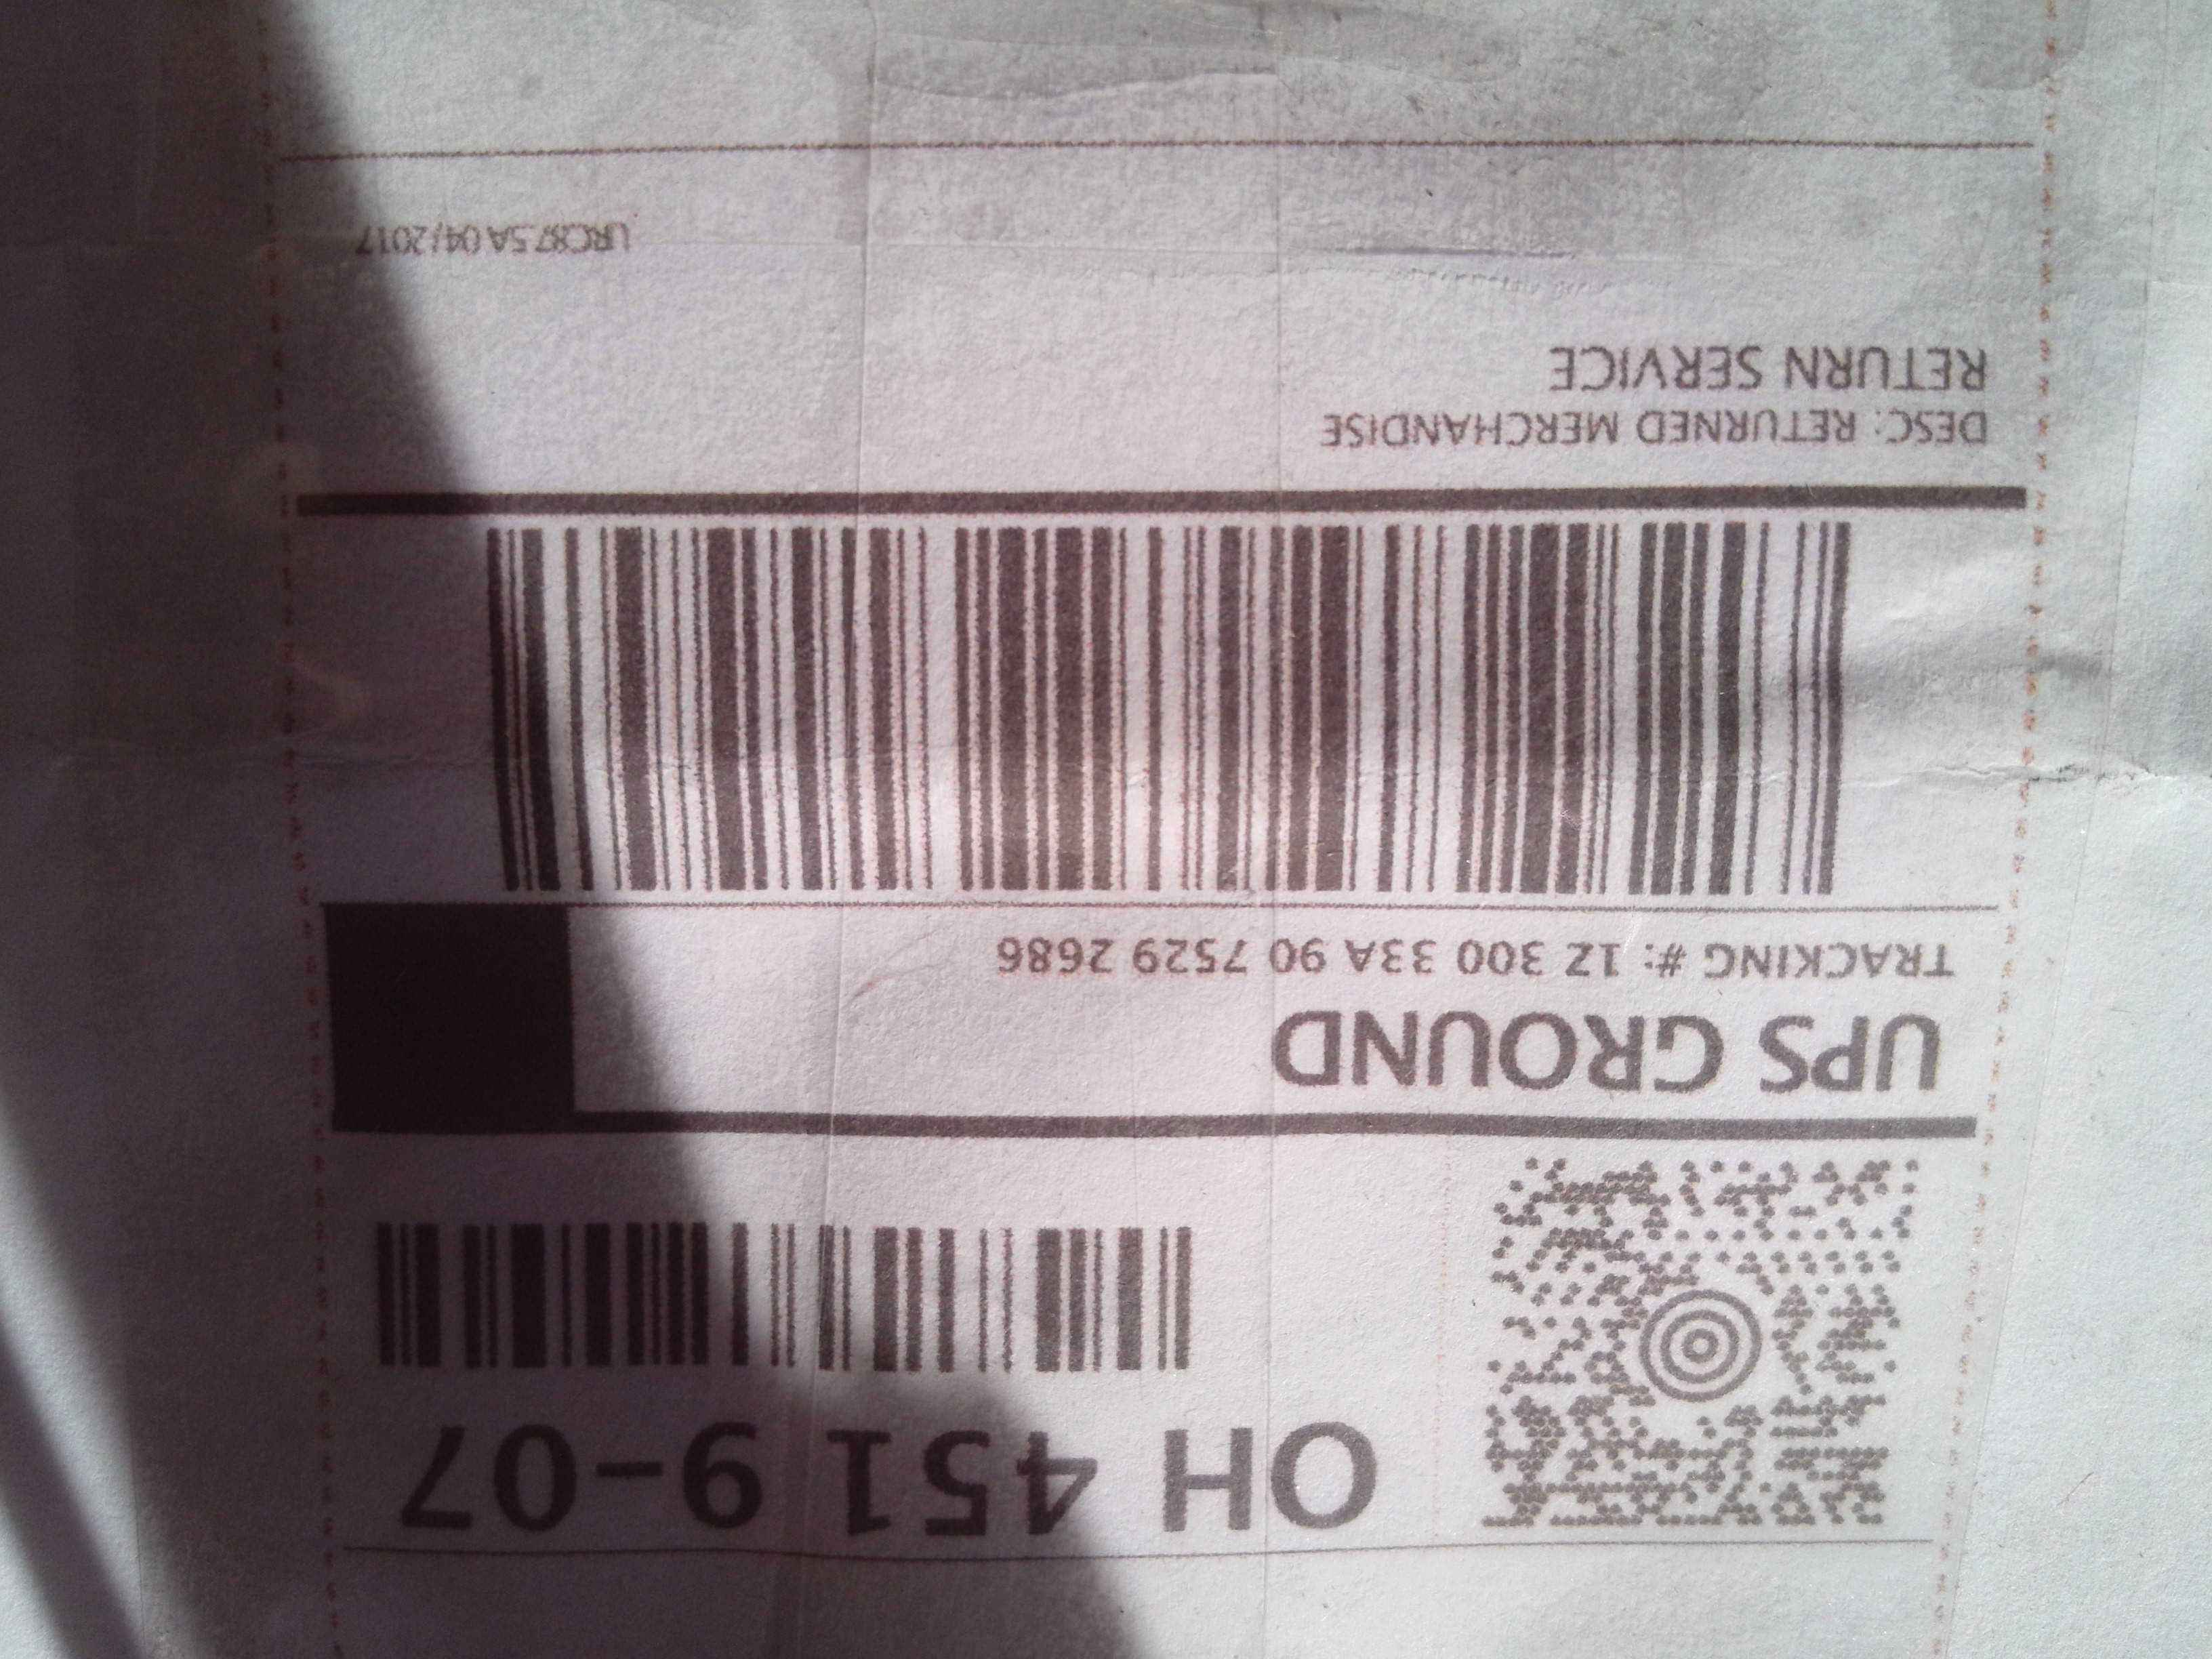 OH 451 9-07
UPS GROUND
TRACKING #: 1Z 300 33A 90 7529 2686
DESC: RETURNED MERCHANDISE
RETURN SERVICE
URC87.5A 04/2017